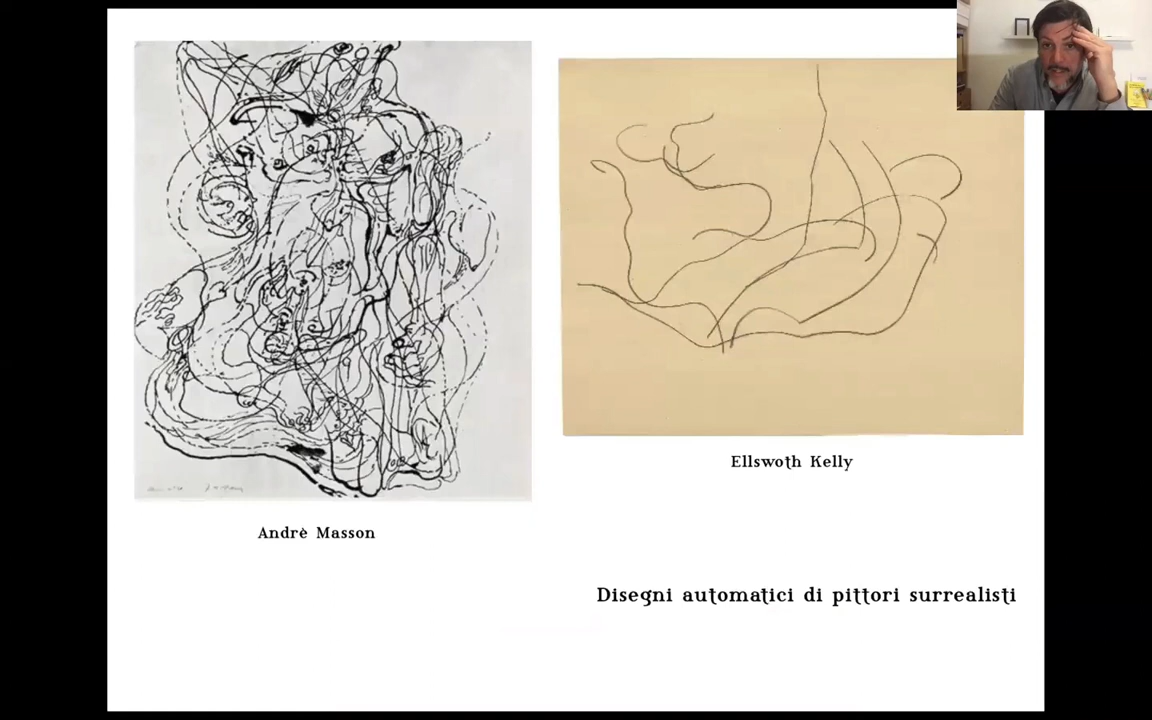 Ellswoth Kelly
Andrè Masson
Disegni automatici di pittori surrealisti